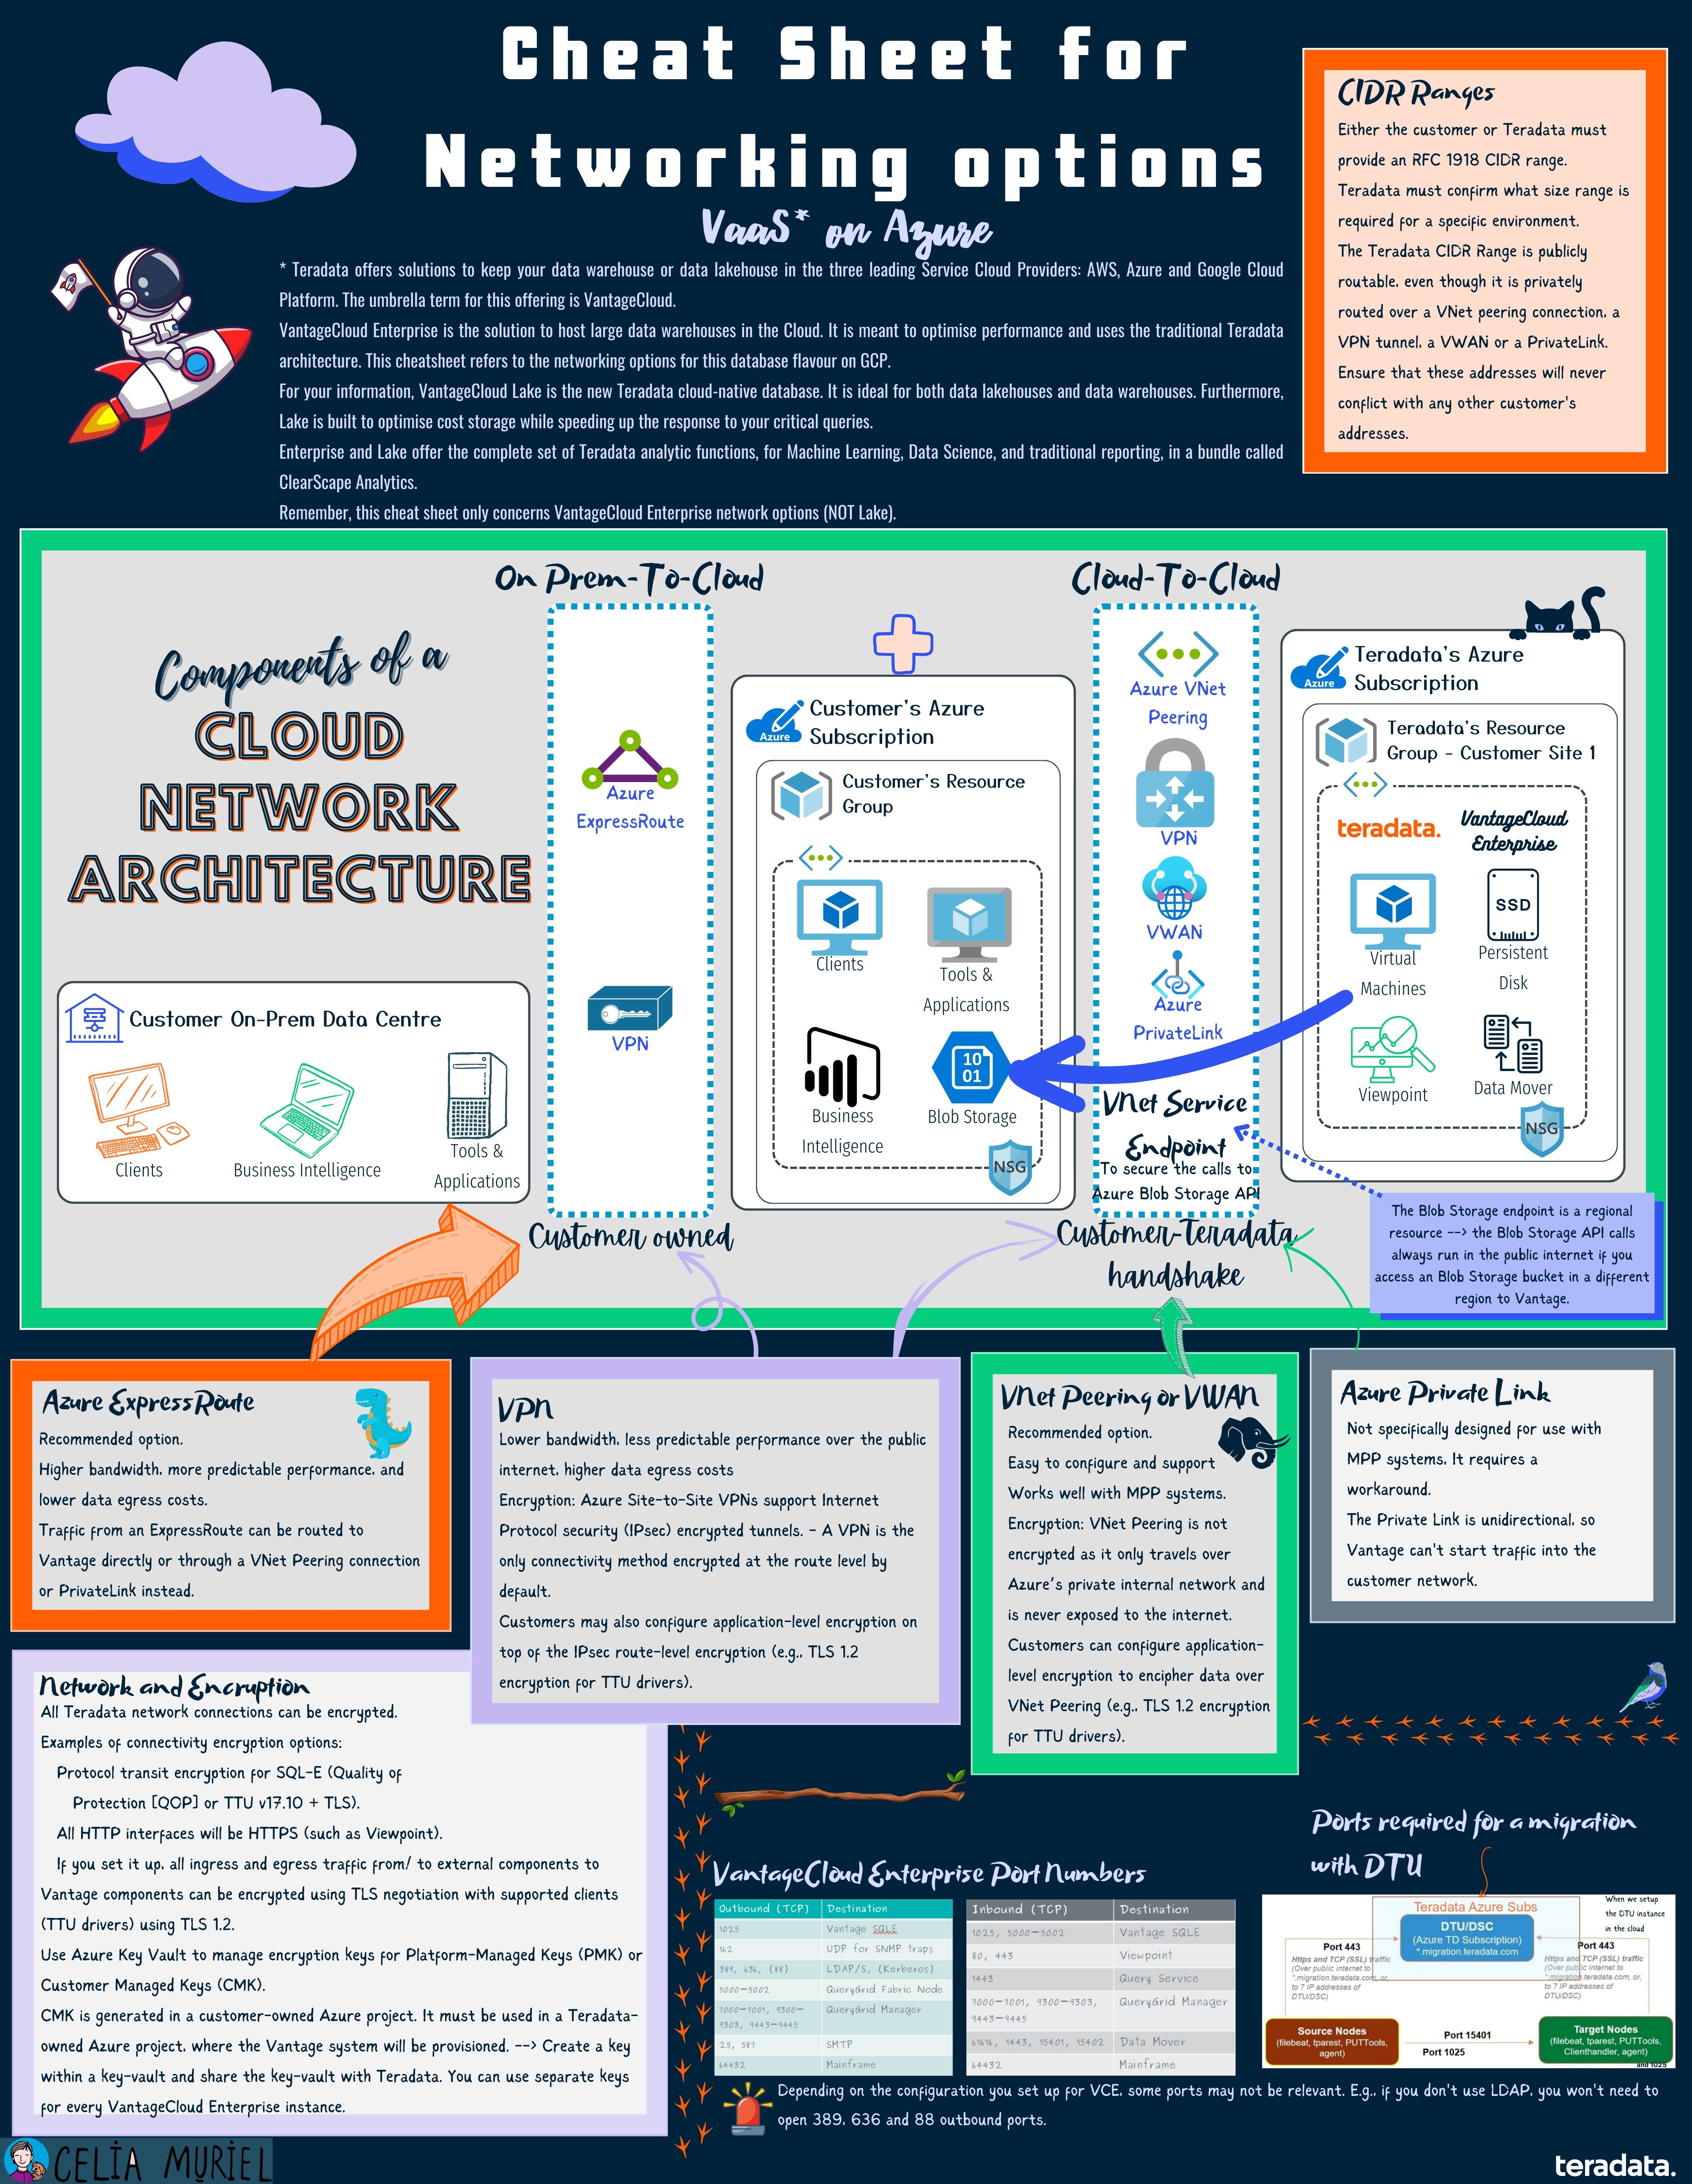 Cheat Sheet for
Networking options
VaaS* on Azure
* Teradata offers solutions to keep your data warehouse or data lakehouse in the three leading Service Cloud Providers: AWS, Azure and Google Cloud
Platform. The umbrella term for this offering is VantageCloud.
VantageCloud Enterprise is the solution to host large data warehouses in the Cloud. It is meant to optimise performance and uses the traditional Teradata
architecture. This cheatsheet refers to the networking options for this database flavour on GCP.
For your information, VantageCloud Lake is the new Teradata cloud-native database. It is ideal for both data lakehouses and data warehouses. Furthermore,
Lake is built to optimise cost storage while speeding up the response to your critical queries.
Enterprise and Lake offer the complete set of Teradata analytic functions, for Machine Learning, Data Science, and traditional reporting, in a bundle called
ClearScape Analytics.
Remember, this cheat sheet only concerns VantageCloud Enterprise network options (NOT Lake).
CIDR Ranges
Either the customer or Teradata must
provide an RFC 1918 CIDR range.
Teradata must confirm what size range is
required for a specific environment.
The Teradata CIDR Range is publicly
routable, even though it is privately
routed over a VNet peering connection, a
VPN tunnel, a VWAN or a PrivateLink.
Ensure that these addresses will never
conflict with any other customer's
addresses.
Components of a
CLOUD
NETWORK
ARCHITECTURE
Customer On-Prem Data Centre
Clients
Business Intelligence
Tools &
Applications
On Prem-To-Cloud
Azure
ExpressRoute
VPN
Customer owned
Azure
Customer's Azure
Subscription
Customer's Resource
Group
Clients
Tools &
Applications
Business
Intelligence
10
01
Blob Storage
NSG
Cloud-To-Cloud
Azure VNet
Peering
VPN
VWAN
Azure
PrivateLink
VNet Service
Endpoint
To secure the calls to
Azure Blob Storage API
Customer-Teradata
handshake
Azure
Teradata's Azure
Subscription
Teradata's Resource
Group - Customer Site 1
teradata.
VantageCloud
Enterprise
Virtual
Machines
SSD
Persistent
Disk
Viewpoint
Data Mover
NSG
The Blob Storage endpoint is a regional
resource --> the Blob Storage API calls
always run in the public internet if you
access an Blob Storage bucket in a different
region to Vantage.
Azure ExpressRoute
Recommended option.
Higher bandwidth, more predictable performance, and
lower data egress costs.
Traffic from an ExpressRoute can be routed to
Vantage directly or through a VNet Peering connection
or PrivateLink instead.
VPN
Lower bandwidth, less predictable performance over the public
internet, higher data egress costs
Encryption: Azure Site-to-Site VPNs support Internet
Protocol security (IPsec) encrypted tunnels. - A VPN is the
only connectivity method encrypted at the route level by
default.
Customers may also configure application-level encryption on
top of the IPsec route-level encryption (e.g., TLS 1.2
encryption for TTU drivers).
VNet Peering or VWAN
Recommended option.
Easy to configure and support
Works well with MPP systems.
Encryption: VNet Peering is not
encrypted as it only travels over
Azure's private internal network and
is never exposed to the internet.
Customers can configure application-
level encryption to encipher data over
VNet Peering (e.g., TLS 1.2 encryption
for TTU drivers).
Azure Private Link
Not specifically designed for use with
MPP systems. It requires a
workaround.
The Private Link is unidirectional, so
Vantage can't start traffic into the
customer network.
Network and Encruption
All Teradata network connections can be encrypted.
Examples of connectivity encryption options:
Protocol transit encryption for SQL-E (Quality of
Protection [QOP] or TTU v17.10 + TLS).
All HTTP interfaces will be HTTPS (such as Viewpoint).
If you set it up, all ingress and egress traffic from/ to external components to
Vantage components can be encrypted using TLS negotiation with supported clients
(TTU drivers) using TLS 1.2.
Use Azure Key Vault to manage encryption keys for Platform-Managed Keys (PMK) or
Customer Managed Keys (CMK).
CMK is generated in a customer-owned Azure project. It must be used in a Teradata-
owned Azure project, where the Vantage system will be provisioned. --> Create a key
within a key-vault and share the key-vault with Teradata. You can use separate keys
for every VantageCloud Enterprise instance.
VantageCloud Enterprise Port Numbers
Outbound (TCP) Destination
1025 Vantage SQLE
162 UDP for SNMP traps
389, 636, (88) LDAP/S, (Kerberos)
5000-5002 QueryGrid Fabric Node
7000-7001, 9300- QueryGrid Manager
9303, 9443-9445
25, 587 SMTP
64432 Mainframe
Inbound (TCP) Destination
1025, 5000-5002 Vantage SQLE
80, 443 Viewpoint
1443 Query Service
7000-7001, 9300-9303, QueryGrid Manager
9443-9445
61616, 1443, 15401, 15402 Data Mover
64432 Mainframe
Depending on the configuration you set up for VCE, some ports may not be relevant. E.g., if you don't use LDAP, you won't need to
open 389, 636 and 88 outbound ports.
Ports required for a migration
with DTU
Teradata Azure Subs
When we setup
the DTU instance
in the cloud
DTU/DSC
(Azure TD Subscription)
*.migration.teradata.com
Port 443
Https and TCP (SSL) traffic
(Over public internet to
*.migration.teradata.com, or,
to 7 IP addresses of
DTU/DSC)
Port 443
Https and TCP (SSL) traffic
(Over public internet to
*.migration.teradata.com, or,
to 7 IP addresses of
DTU/DSC)
Source Nodes
(filebeat, tparest, PUTTools,
agent)
Port 15401
Port 1025
Target Nodes
(filebeat, tparest, PUTTools,
Clienthandler, agent)
and 1025
CELIA MURIEL
teradata.